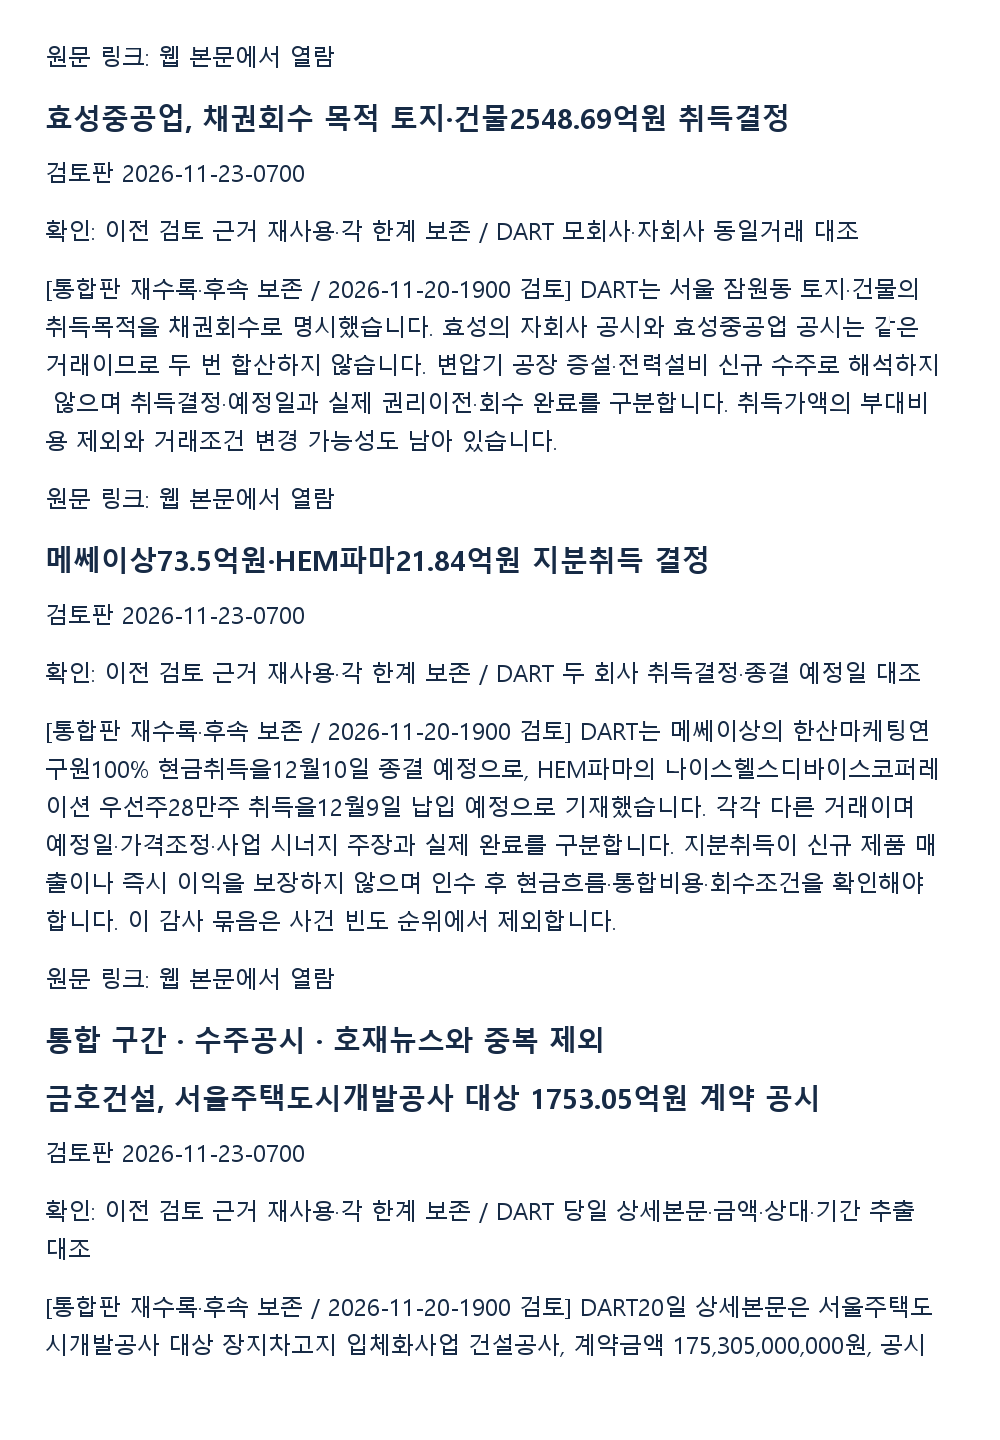 원문 링크: 웹 본문에서 열람
효성중공업, 채권회수 목적 토지·건물2548.69억원 취득결정
검토판 2026-11-23-0700
확인: 이전 검토 근거 재사용·각 한계 보존 / DART 모회사·자회사 동일거래 대조
[통합판 재수록·후속 보존 / 2026-11-20-1900 검토] DART는 서울 잠원동 토지·건물의
취득목적을 채권회수로 명시했습니다. 효성의 자회사 공시와 효성중공업 공시는 같은
거래이므로 두 번 합산하지 않습니다. 변압기 공장 증설·전력설비 신규 수주로 해석하지
않으며 취득결정·예정일과 실제 권리이전·회수 완료를 구분합니다. 취득가액의 부대비
용 제외와 거래조건 변경 가능성도 남아 있습니다.
원문 링크: 웹 본문에서 열람
메쎄이상73.5억원·HEM파마21.84억원 지분취득 결정
검토판 2026-11-23-0700
확인: 이전 검토 근거 재사용·각 한계 보존 / DART 두 회사 취득결정·종결 예정일 대조
[통합판 재수록·후속 보존 / 2026-11-20-1900 검토] DART는 메쎄이상의 한산마케팅연
구원100% 현금취득을12월10일 종결 예정으로, HEM파마의 나이스헬스디바이스코퍼레
이션 우선주28만주 취득을12월9일 납입 예정으로 기재했습니다. 각각 다른 거래이며
예정일·가격조정·사업 시너지 주장과 실제 완료를 구분합니다. 지분취득이 신규 제품 매
출이나 즉시 이익을 보장하지 않으며 인수 후 현금흐름·통합비용·회수조건을 확인해야
합니다. 이 감사 묶음은 사건 빈도 순위에서 제외합니다.
원문 링크: 웹 본문에서 열람
통합 구간 · 수주공시 · 호재뉴스와 중복 제외
금호건설, 서울주택도시개발공사 대상 1753.05억원 계약 공시
검토판 2026-11-23-0700
확인: 이전 검토 근거 재사용·각 한계 보존 / DART 당일 상세본문·금액·상대·기간 추출
대조
[통합판 재수록·후속 보존 / 2026-11-20-1900 검토] DART20일 상세본문은 서울주택도
시개발공사 대상 장지차고지 입체화사업 건설공사, 계약금액 175,305,000,000원, 공시